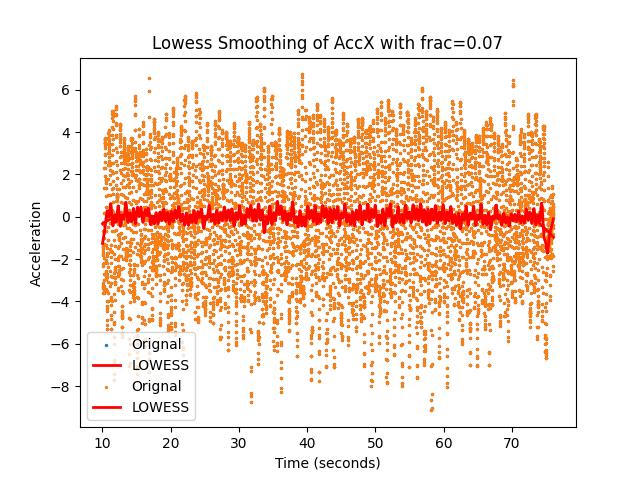 Lowess Smoothing of AccX with frac=0.07
Acceleration
6
4
2
0
−2
−4
−6
−8
Orignal
LOWESS
Orignal
LOWESS
10 20 30 40 50 60 70
Time (seconds)